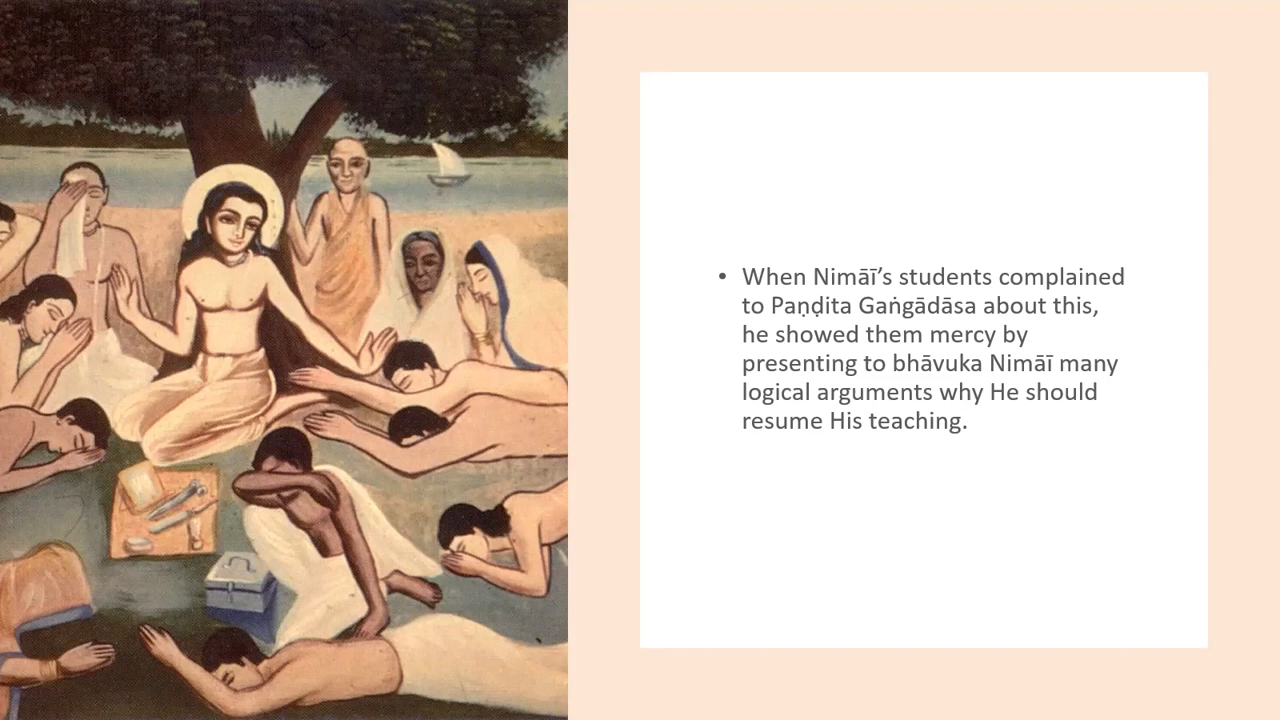 • When Nimāī’s students complained
to Paṇḍita Gaṅgādāsa about this,
he showed them mercy by
presenting to bhāvuka Nimāī many
logical arguments why He should
resume His teaching.